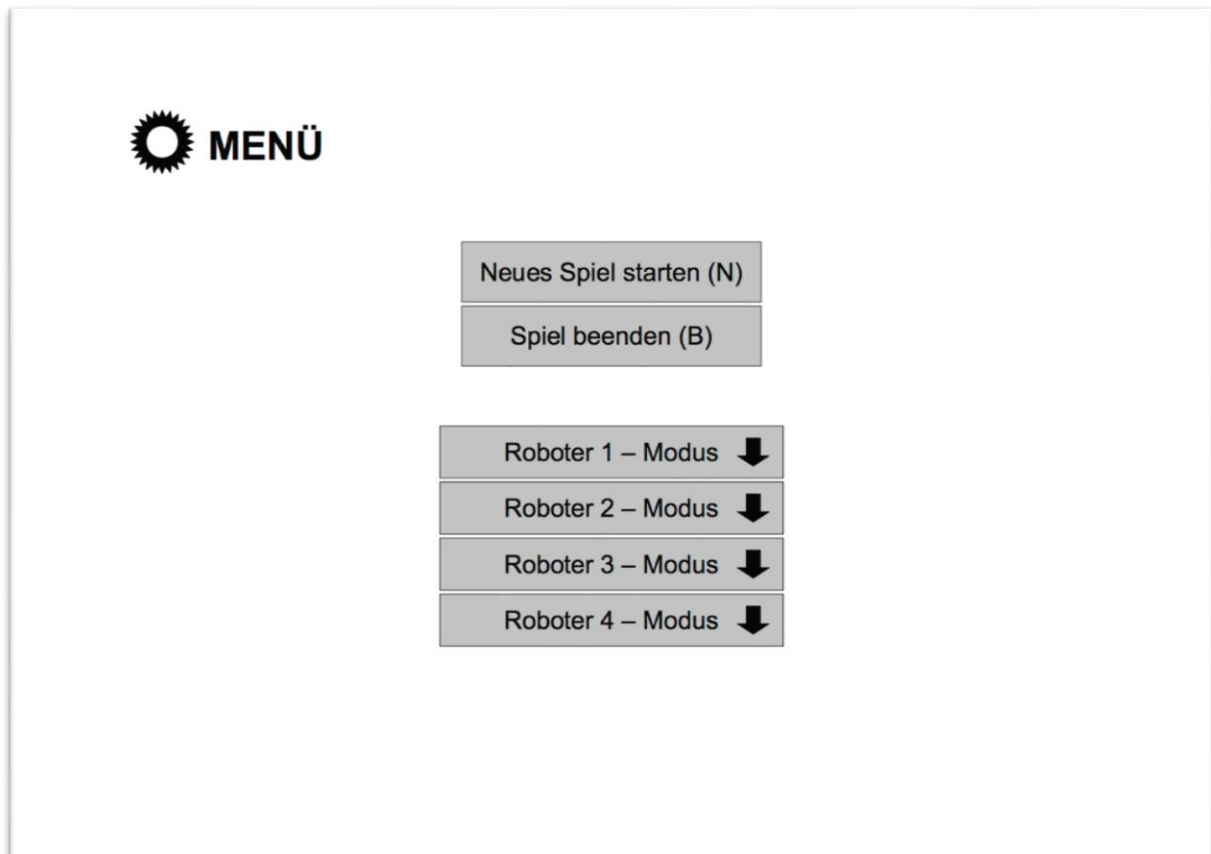 MENÜ
Neues Spiel starten (N)
Spiel beenden (B)
Roboter 1 – Modus
Roboter 2 – Modus
Roboter 3 – Modus
Roboter 4 – Modus